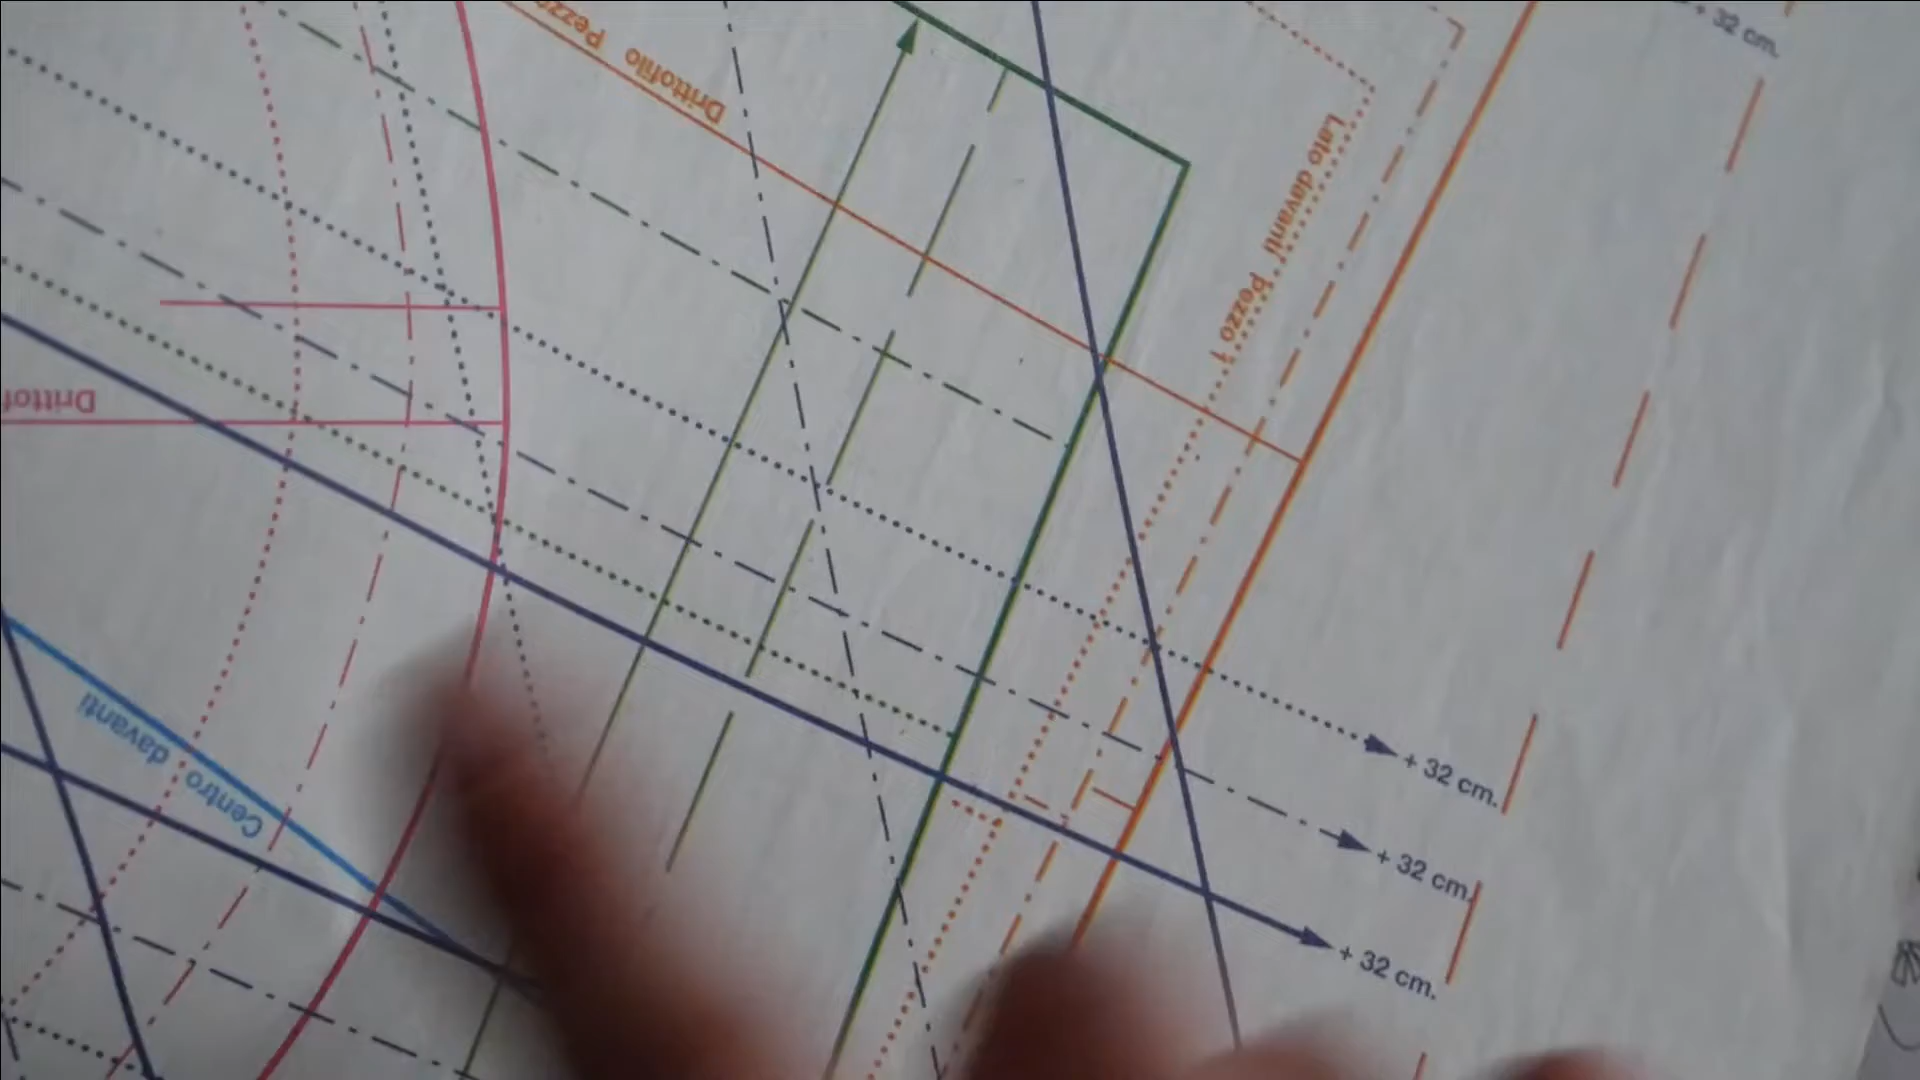 + 32 cm.
Drittofilo Pezzo
Lato davanti Pezzo 1
Drittof
Centro davanti
+ 32 cm.
+ 32 cm.
+ 32 cm.